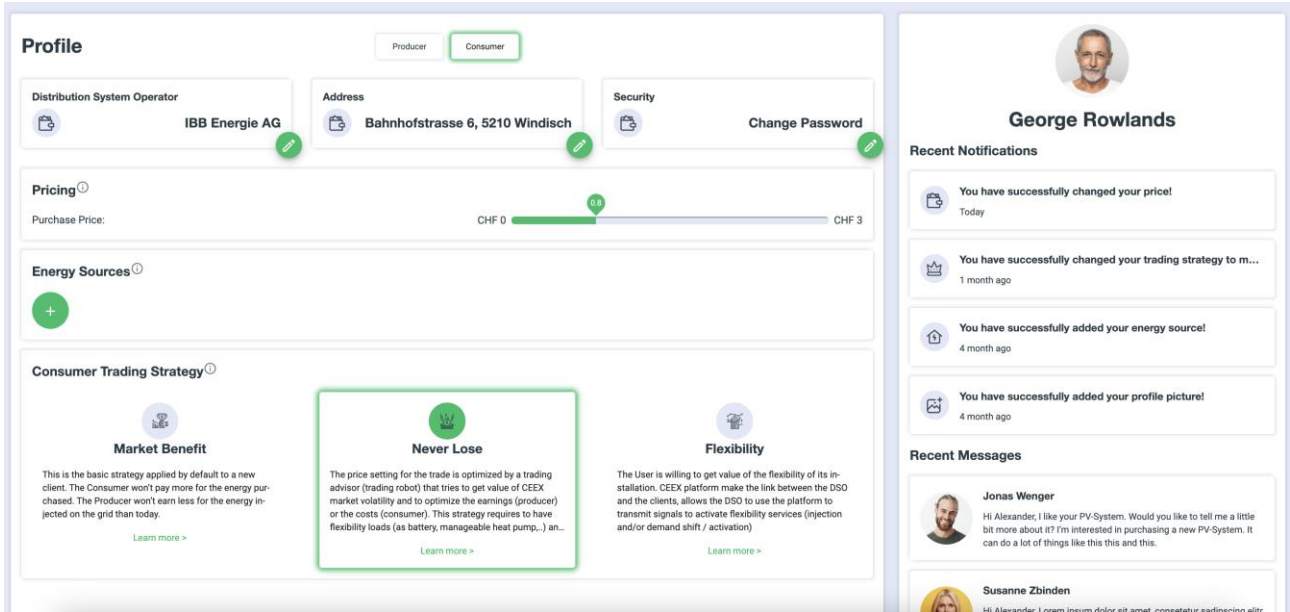 Profile
Producer
Consumer
Distribution System Operator
IBB Energie AG
Address
Bahnhofstrasse 6, 5210 Windisch
Security
Change Password
Pricing
Purchase Price:
CHF 0
0.8
CHF 3
Energy Sources
+
Consumer Trading Strategy
Market Benefit
This is the basic strategy applied by default to a new
client. The Consumer won't pay more for the energy pur-
chased. The Producer won't earn less for the energy in-
jected on the grid than today.
Learn more >
Never Lose
The price setting for the trade is optimized by a trading
advisor (trading robot) that tries to get value of CEEX
market volatility and to optimize the earnings (producer)
or the costs (consumer). This strategy requires to have
flexibility loads (as battery, manageable heat pump,..) an...
Learn more >
Flexibility
The User is willing to get value of the flexibility of its in-
stallation. CEEX platform make the link between the DSO
and the clients, allows the DSO to use the platform to
transmit signals to activate flexibility services (injection
and/or demand shift / activation)
Learn more >
George Rowlands
Recent Notifications
You have successfully changed your price!
Today
You have successfully changed your trading strategy to m...
1 month ago
You have successfully added your energy source!
4 month ago
You have successfully added your profile picture!
4 month ago
Recent Messages
Jonas Wenger
Hi Alexander, I like your PV-System. Would you like to tell me a little
bit more about it? I'm interested in purchasing a new PV-System. It
can do a lot of things like this this and this.
Susanne Zbinden
Hi Alexander, Lorem ipsum dolor sit amet, consetetur sadipscing elitr